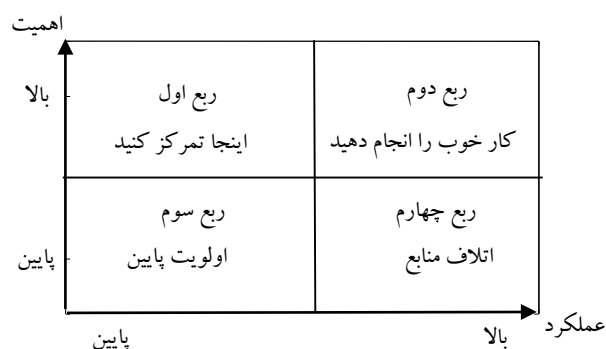 اهمیت
بالا
ربع دوم
کار خوب را انجام دهید
ربع اول
اینجا تمرکز کنید
ربع چهارم
اتلاف منابع
ربع سوم
اولویت پایین
پایین
عملکرد
بالا
پایین